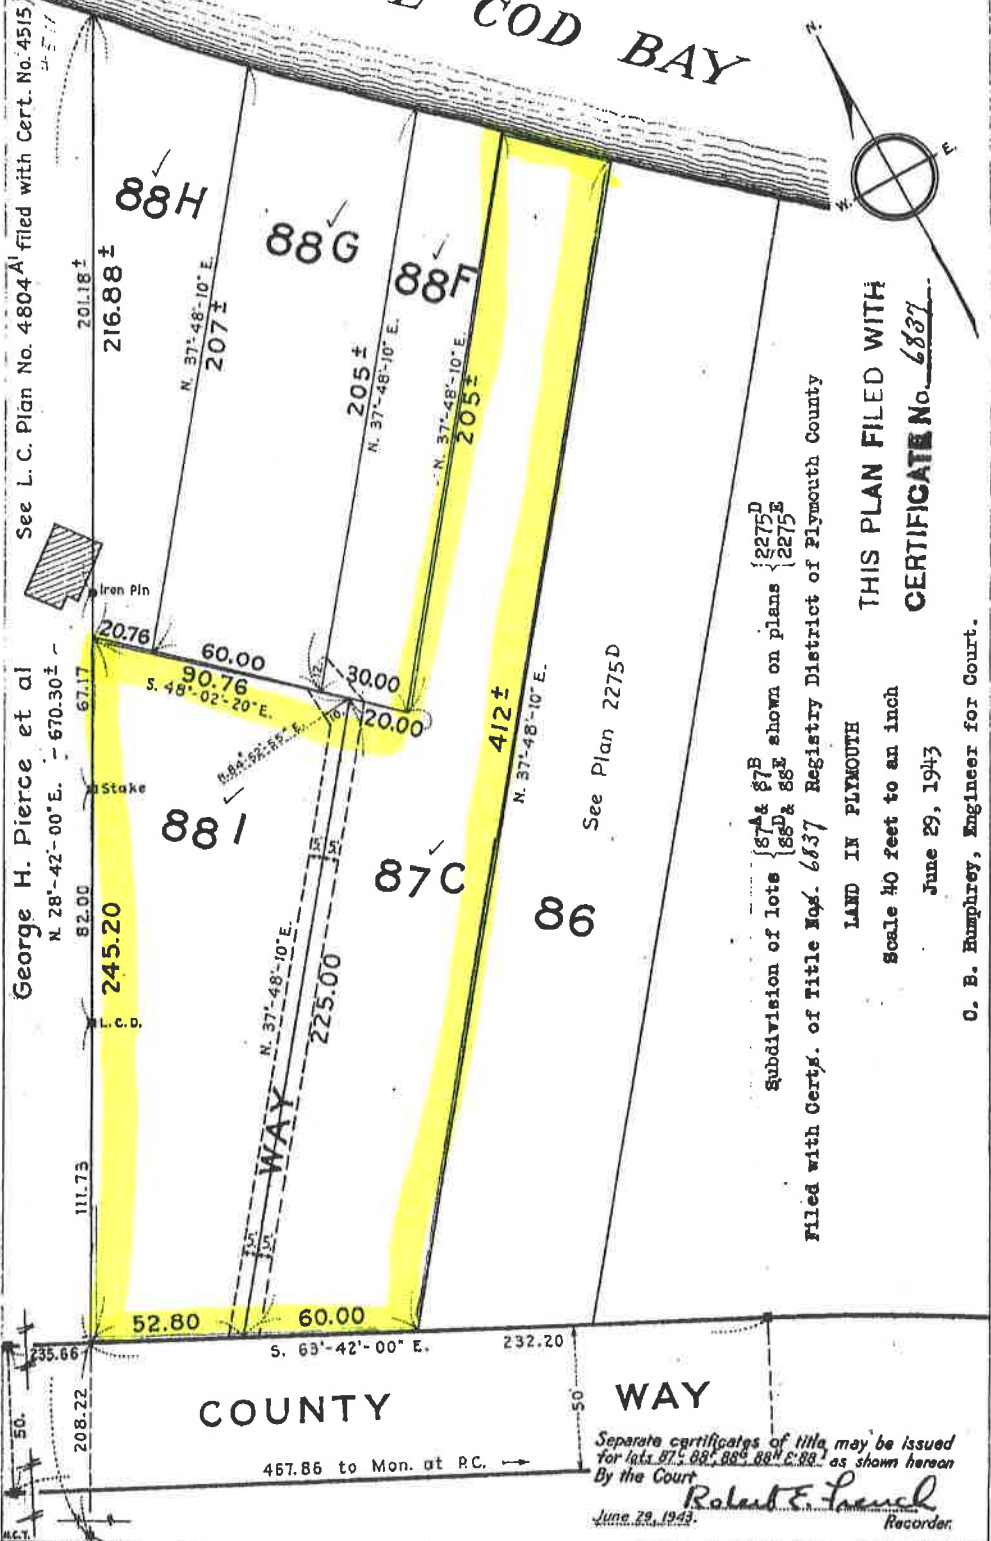 COD BAY
N.
E.
W.
See L. C. Plan No. 4804A1 filed with Cert. No. 4515
George H. Pierce et al
N 28°-42'-00" E. - 670.30± -
201.18±
216.88±
88H
N. 37°-48'-10" E.
207±
88G
205±
N. 37°-48'-10" E.
88F
N. 37°-48'-10" E.
205±
Iron Pin
20.76
60.00
90.76
S. 48°-02'-20" E.
30.00
20.00
67.17
Stake
88I
82.00
245.20
L.C.D.
111.73
N. 37°-48'-10" E.
225.00
WAY
5. 5.
5. 5.
87C
412±
N. 37°-48'-10" E.
86
See Plan 2275D
52.80
60.00
S. 63°-42'-00" E.
232.20
235.66
208.22
50.
50
COUNTY WAY
467.86 to Mon. at P.C.
Subdivision of lots {87A & 87B {88D & 88E shown on plans {2275D {2275E
Filed with Certs. of Title Nos. 6837 Registry District of Plymouth County
LAND IN PLYMOUTH
Scale 40 feet to an inch
June 29, 1943
C. B. Humphrey, Engineer for Court.
THIS PLAN FILED WITH
CERTIFICATE No. 6837
Separate certificates of title may be issued
for lots 87C, 88F, 88G, 88H & 88I as shown hereon
By the Court
Robert E. French
June 29, 1943.
Recorder.
H.C.T.